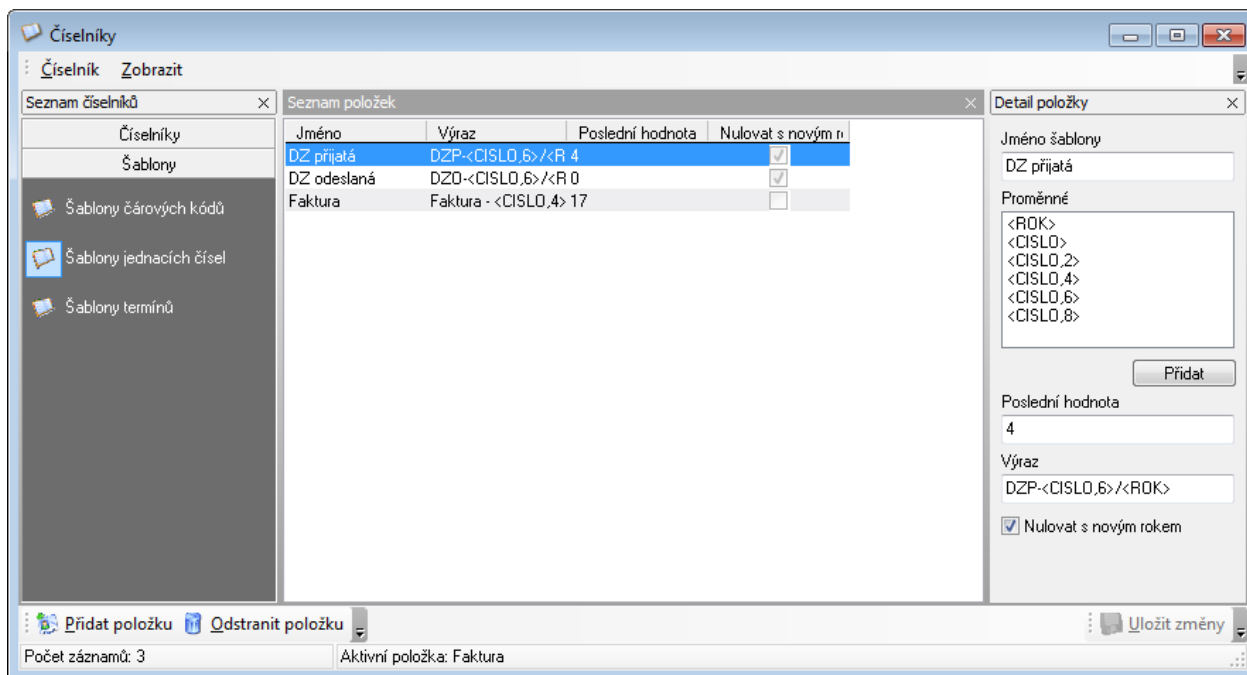 Číselníky
Číselník Zobrazit
Seznam číselníků
Číselníky
Šablony
Šablony čárových kódů
Šablony jednacích čísel
Šablony termínů
Seznam položek
Jméno Výraz Poslední hodnota Nulovat s novým r
DZ přijatá DZP-<CISLO,6>/<R 4
DZ odeslaná DZO-<CISLO,6>/<R 0
Faktura Faktura - <CISLO,4> 17
Detail položky
Jméno šablony
DZ přijatá
Proměnné
<ROK>
<CISLO>
<CISLO,2>
<CISLO,4>
<CISLO,6>
<CISLO,8>
Přidat
Poslední hodnota
4
Výraz
DZP-<CISLO,6>/<ROK>
Nulovat s novým rokem
Přidat položku Odstranit položku
Uložit změny
Počet záznamů: 3
Aktivní položka: Faktura